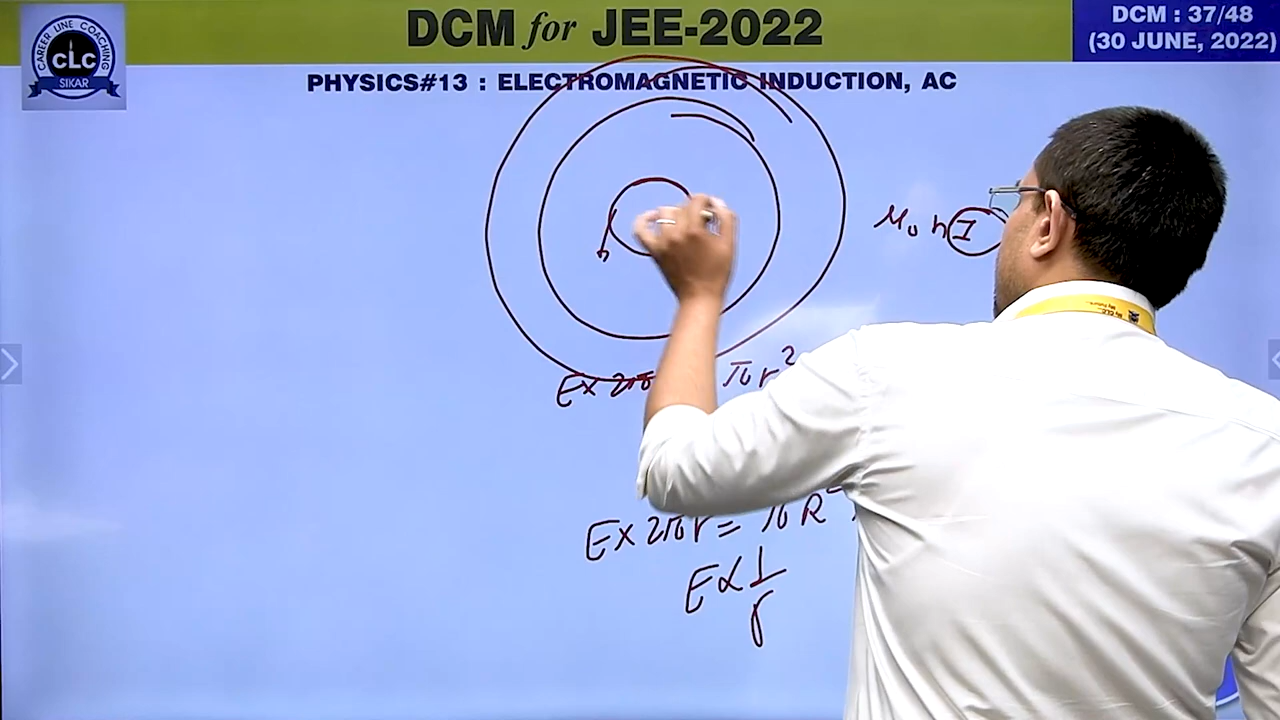 DCM for JEE-2022
DCM : 37/48
(30 JUNE, 2022)
CAREER LINE COACHING
CLC
SIKAR
PHYSICS#13 : ELECTROMAGNETIC INDUCTION, AC
μ₀ n I
E × 2π
πr²
E × 2πr = πR²
E ∝ 1/r